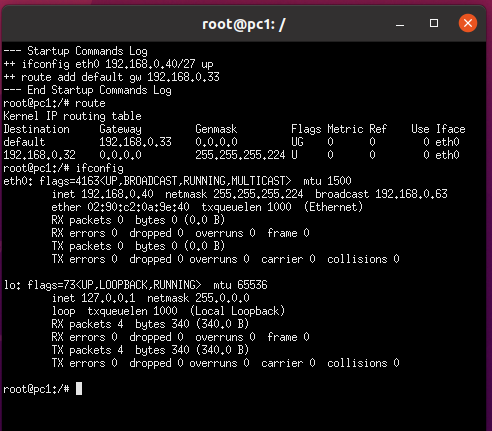 root@pc1: /
--- Startup Commands Log
++ ifconfig eth0 192.168.0.40/27 up
++ route add default gw 192.168.0.33
--- End Startup Commands Log
root@pc1:/# route
Kernel IP routing table
Destination     Gateway         Genmask         Flags Metric Ref    Use Iface
default         192.168.0.33    0.0.0.0         UG    0      0        0 eth0
192.168.0.32    0.0.0.0         255.255.255.224 U     0      0        0 eth0
root@pc1:/# ifconfig
eth0: flags=4163<UP,BROADCAST,RUNNING,MULTICAST>  mtu 1500
        inet 192.168.0.40  netmask 255.255.255.224  broadcast 192.168.0.63
        ether 02:90:c2:0a:9e:40  txqueuelen 1000  (Ethernet)
        RX packets 0  bytes 0 (0.0 B)
        RX errors 0  dropped 0  overruns 0  frame 0
        TX packets 0  bytes 0 (0.0 B)
        TX errors 0  dropped 0 overruns 0  carrier 0  collisions 0
lo: flags=73<UP,LOOPBACK,RUNNING>  mtu 65536
        inet 127.0.0.1  netmask 255.0.0.0
        loop  txqueuelen 1000  (Local Loopback)
        RX packets 4  bytes 340 (340.0 B)
        RX errors 0  dropped 0  overruns 0  frame 0
        TX packets 4  bytes 340 (340.0 B)
        TX errors 0  dropped 0 overruns 0  carrier 0  collisions 0
root@pc1:/#